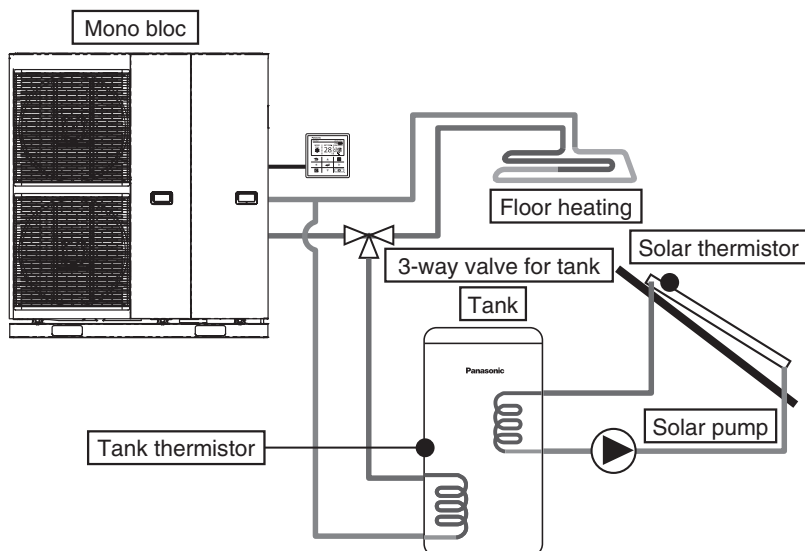 Mono bloc
28
Floor heating
Solar thermistor
3-way valve for tank
Tank
Panasonic
Solar pump
Tank thermistor